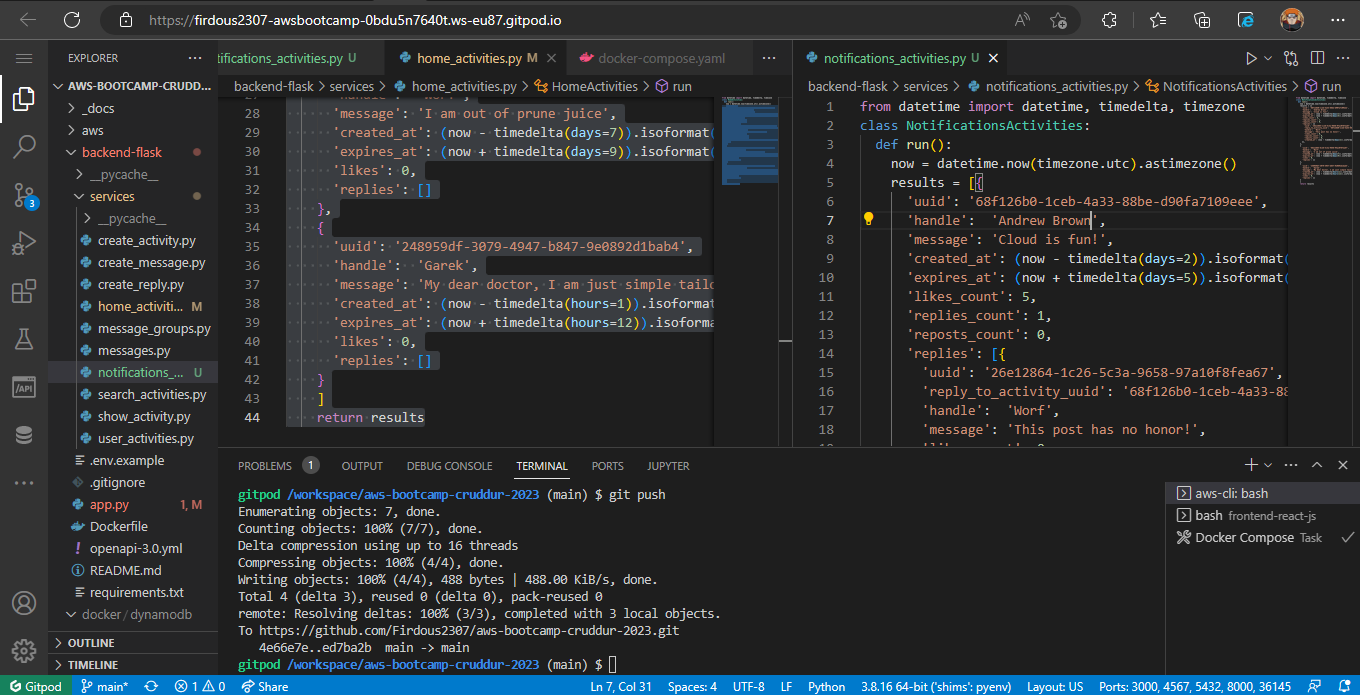 https://firdous2307-awsbootcamp-0bdu5n7640t.ws-eu87.gitpod.io
EXPLORER
AWS-BOOTCAMP-CRUDD...
_docs
aws
backend-flask
__pycache__
services
__pycache__
create_activity.py
create_message.py
create_reply.py
home_activiti... M
message_groups.py
messages.py
notifications_... U
search_activities.py
show_activity.py
user_activities.py
.env.example
.gitignore
app.py 1, M
Dockerfile
openapi-3.0.yml
README.md
requirements.txt
docker / dynamodb
OUTLINE
TIMELINE
3
tifications_activities.py U home_activities.py M docker-compose.yaml
backend-flask > services > home_activities.py > HomeActivities > run
28 'message': 'I am out of prune juice',
29 'created_at': (now - timedelta(days=7)).isoformat(
30 'expires_at': (now + timedelta(days=9)).isoformat(
31 'likes': 0,
32 'replies': []
33 },
34 {
35 'uuid': '248959df-3079-4947-b847-9e0892d1bab4',
36 'handle': 'Garek',
37 'message': 'My dear doctor, I am just simple tailo
38 'created_at': (now - timedelta(hours=1)).isoformat
39 'expires_at': (now + timedelta(hours=12)).isoforma
40 'likes': 0,
41 'replies': []
42 }
43 ]
44 return results
notifications_activities.py U
backend-flask > services > notifications_activities.py > NotificationsActivities > run
1 from datetime import datetime, timedelta, timezone
2 class NotificationsActivities:
3 def run():
4 now = datetime.now(timezone.utc).astimezone()
5 results = [{
6 'uuid': '68f126b0-1ceb-4a33-88be-d90fa7109eee',
7 'handle': 'Andrew Brown',
8 'message': 'Cloud is fun!',
9 'created_at': (now - timedelta(days=2)).isoformat(
10 'expires_at': (now + timedelta(days=5)).isoformat(
11 'likes_count': 5,
12 'replies_count': 1,
13 'reposts_count': 0,
14 'replies': [{
15 'uuid': '26e12864-1c26-5c3a-9658-97a10f8fea67',
16 'reply_to_activity_uuid': '68f126b0-1ceb-4a33-88
17 'handle': 'Worf',
18 'message': 'This post has no honor!',
PROBLEMS 1 OUTPUT DEBUG CONSOLE TERMINAL PORTS JUPYTER
gitpod /workspace/aws-bootcamp-cruddur-2023 (main) $ git push
Enumerating objects: 7, done.
Counting objects: 100% (7/7), done.
Delta compression using up to 16 threads
Compressing objects: 100% (4/4), done.
Writing objects: 100% (4/4), 488 bytes | 488.00 KiB/s, done.
Total 4 (delta 3), reused 0 (delta 0), pack-reused 0
remote: Resolving deltas: 100% (3/3), completed with 3 local objects.
To https://github.com/Firdous2307/aws-bootcamp-cruddur-2023.git
4e66e7e..ed7ba2b main -> main
gitpod /workspace/aws-bootcamp-cruddur-2023 (main) $
aws-cli: bash
bash frontend-react-js
Docker Compose Task
Gitpod main* 1 0 Share Ln 7, Col 31 Spaces: 4 UTF-8 LF Python 3.8.16 64-bit ('shims': pyenv) Layout: US Ports: 3000, 4567, 5432, 8000, 36145